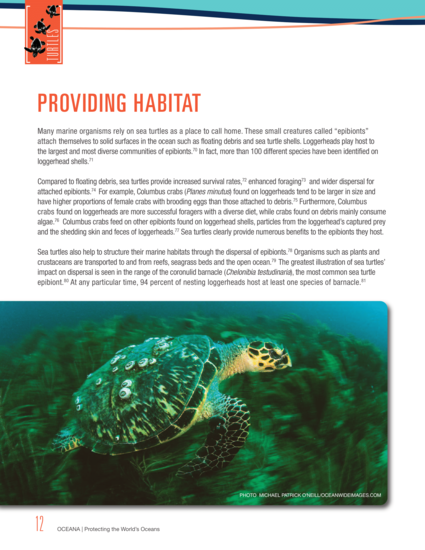 TURTLES
PROVIDING HABITAT
Many marine organisms rely on sea turtles as a place to call home. These small creatures called “epibionts”
attach themselves to solid surfaces in the ocean such as floating debris and sea turtle shells. Loggerheads play host to
the largest and most diverse communities of epibionts.70 In fact, more than 100 different species have been identified on
loggerhead shells.71
Compared to floating debris, sea turtles provide increased survival rates,72 enhanced foraging73 and wider dispersal for
attached epibionts.74 For example, Columbus crabs (Planes minutus) found on loggerheads tend to be larger in size and
have higher proportions of female crabs with brooding eggs than those attached to debris.75 Furthermore, Columbus
crabs found on loggerheads are more successful foragers with a diverse diet, while crabs found on debris mainly consume
algae.76 Columbus crabs feed on other epibionts found on loggerhead shells, particles from the loggerhead’s captured prey
and the shedding skin and feces of loggerheads.77 Sea turtles clearly provide numerous benefits to the epibionts they host.
Sea turtles also help to structure their marine habitats through the dispersal of epibionts.78 Organisms such as plants and
crustaceans are transported to and from reefs, seagrass beds and the open ocean.79 The greatest illustration of sea turtles’
impact on dispersal is seen in the range of the coronulid barnacle (Chelonibia testudinaria), the most common sea turtle
epibiont.80 At any particular time, 94 percent of nesting loggerheads host at least one species of barnacle.81
PHOTO MICHAEL PATRICK O'NEILL/OCEANWIDEIMAGES.COM
12 OCEANA | Protecting the World's Oceans